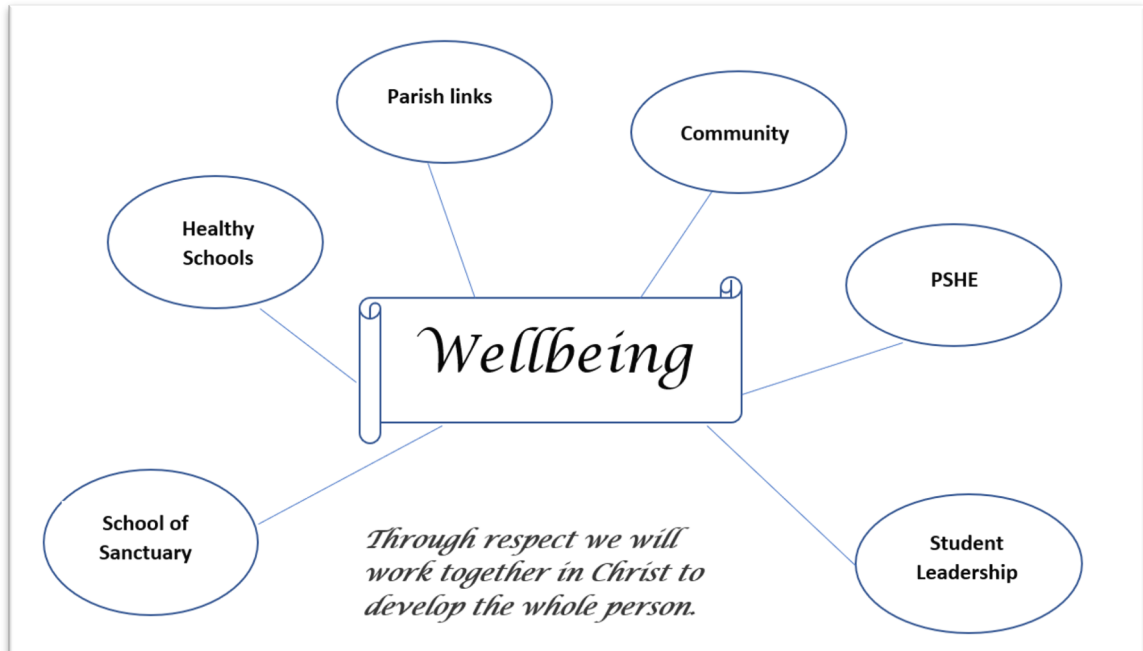 Parish links
Community
Healthy
Schools
PSHE
Wellbeing
School of
Sanctuary
Student
Leadership
Through respect we will
work together in Christ to
develop the whole person.